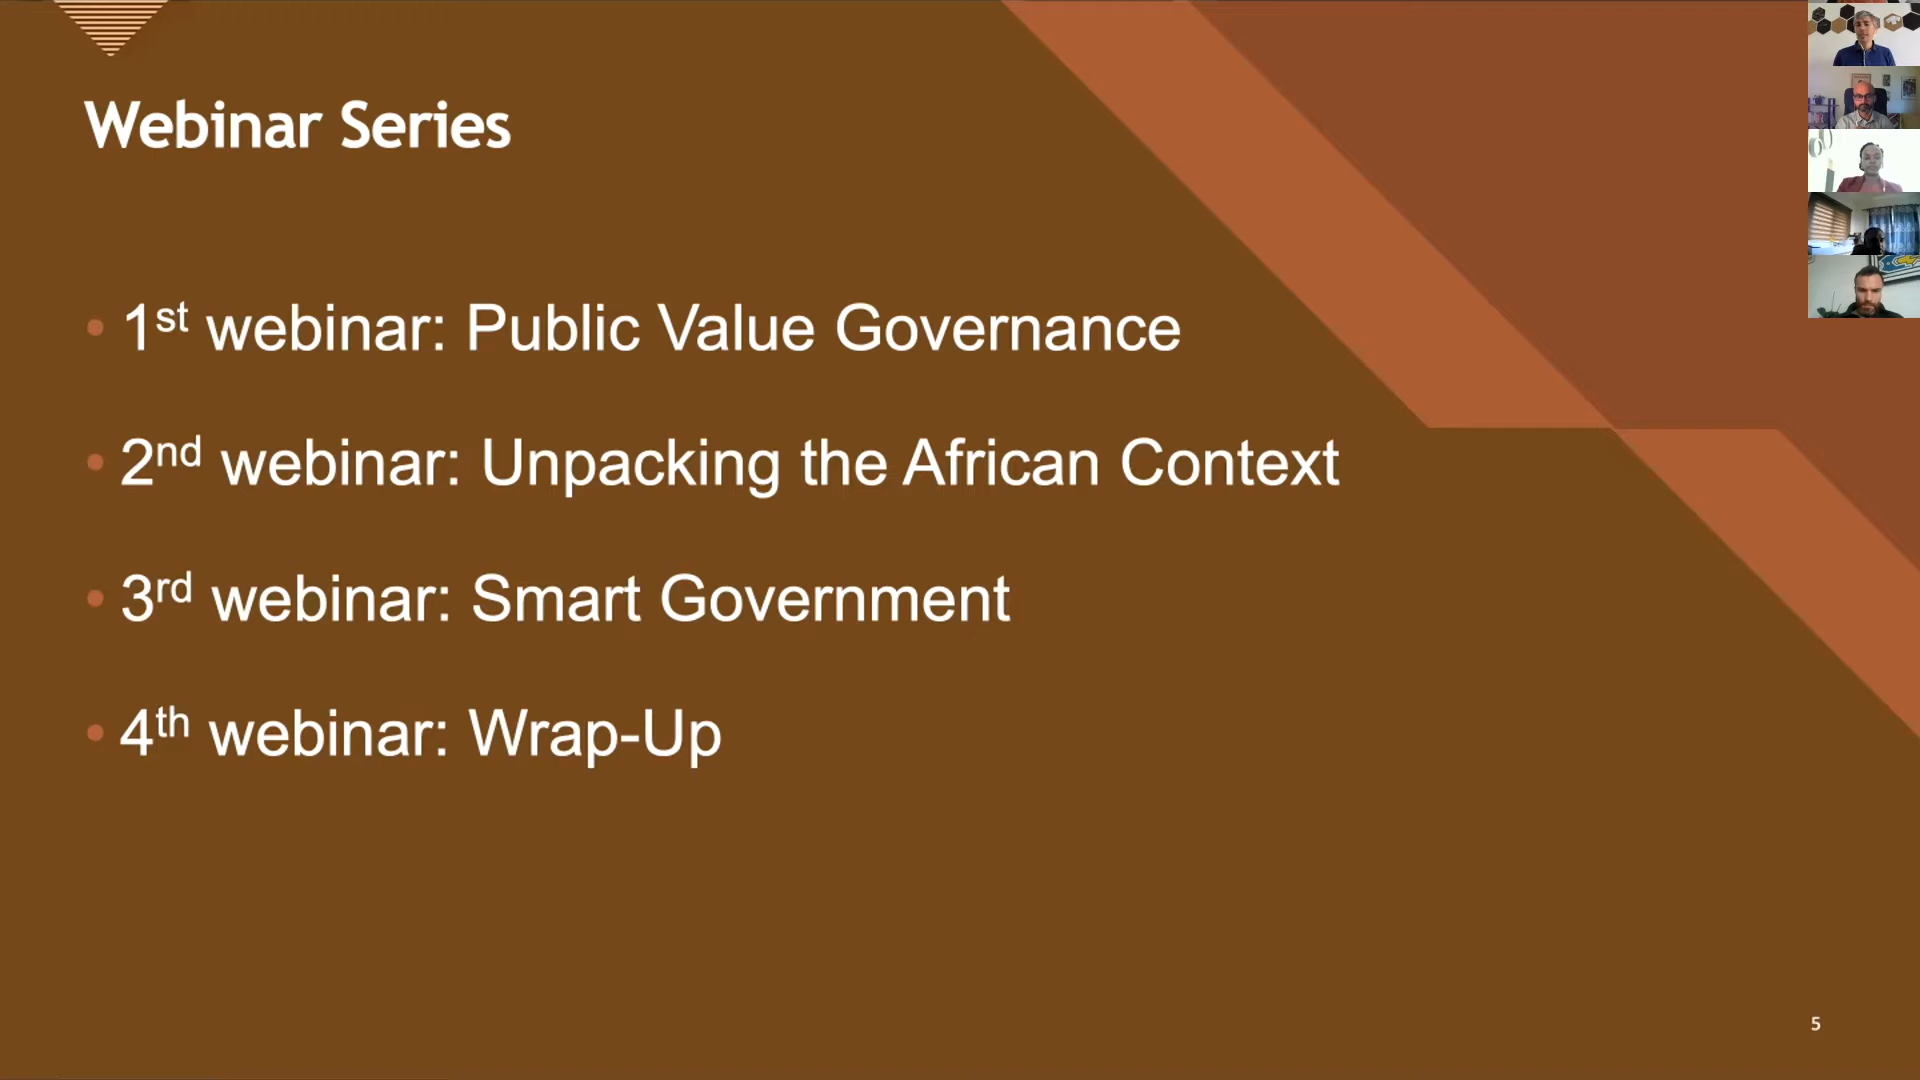 Webinar Series
• 1st webinar: Public Value Governance
• 2nd webinar: Unpacking the African Context
• 3rd webinar: Smart Government
• 4th webinar: Wrap-Up
5